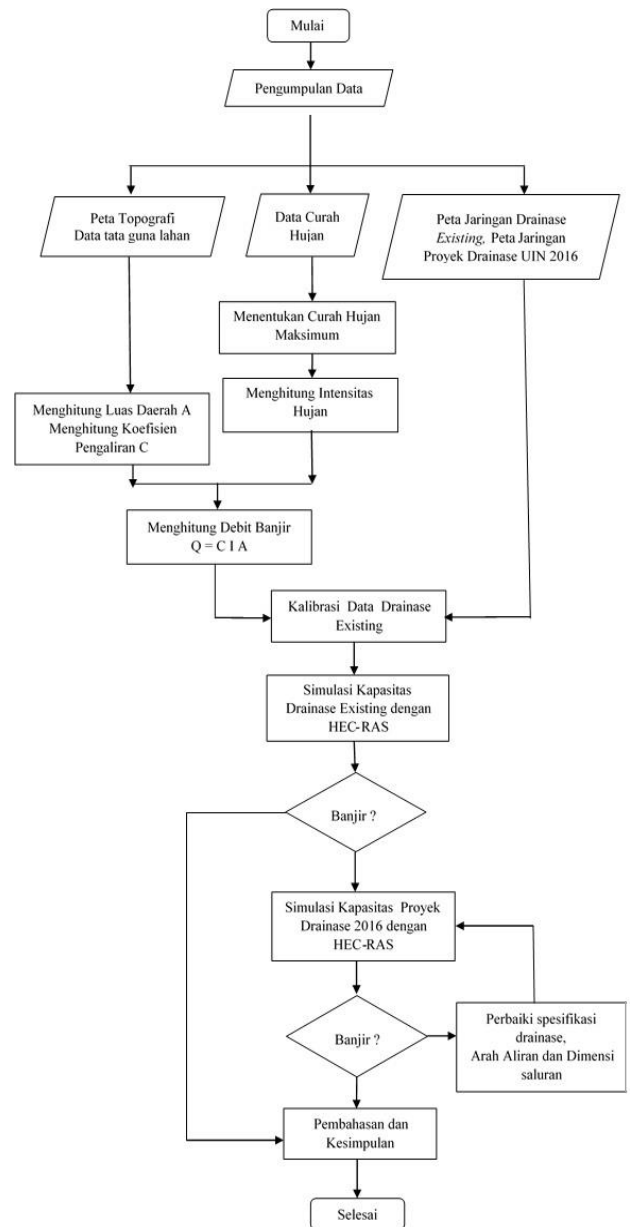 Mulai
Pengumpulan Data
Peta Topografi
Data tata guna lahan
Data Curah
Hujan
Peta Jaringan Drainase
Existing, Peta Jaringan
Proyek Drainase UIN 2016
Menentukan Curah Hujan
Maksimum
Menghitung Intensitas
Hujan
Menghitung Luas Daerah A
Menghitung Koefisien
Pengaliran C
Menghitung Debit Banjir
Q = C I A
Kalibrasi Data Drainase
Existing
Simulasi Kapasitas
Drainase Existing dengan
HEC-RAS
Banjir ?
Simulasi Kapasitas Proyek
Drainase 2016 dengan
HEC-RAS
Banjir ?
Perbaiki spesifikasi
drainase,
Arah Aliran dan Dimensi
saluran
Pembahasan dan
Kesimpulan
Selesai